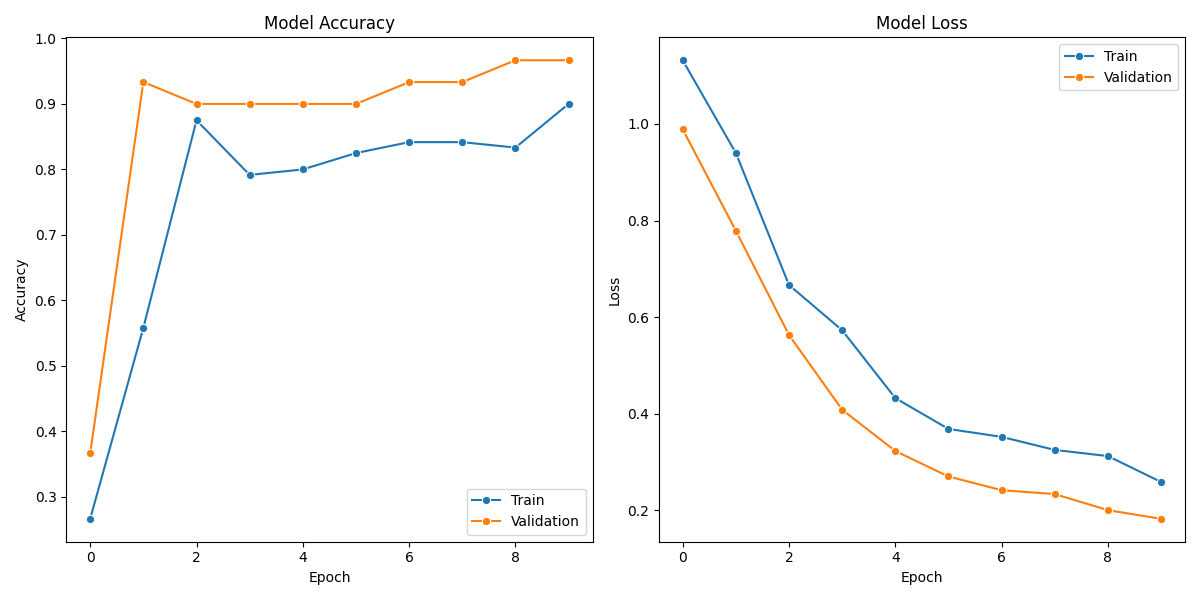 Model Accuracy
1.0
0.9
0.8
0.7
0.6
0.5
0.4
0.3
Accuracy
0
2
4
6
8
Epoch
Train
Validation
Model Loss
1.0
0.8
0.6
0.4
0.2
Loss
0
2
4
6
8
Epoch
Train
Validation